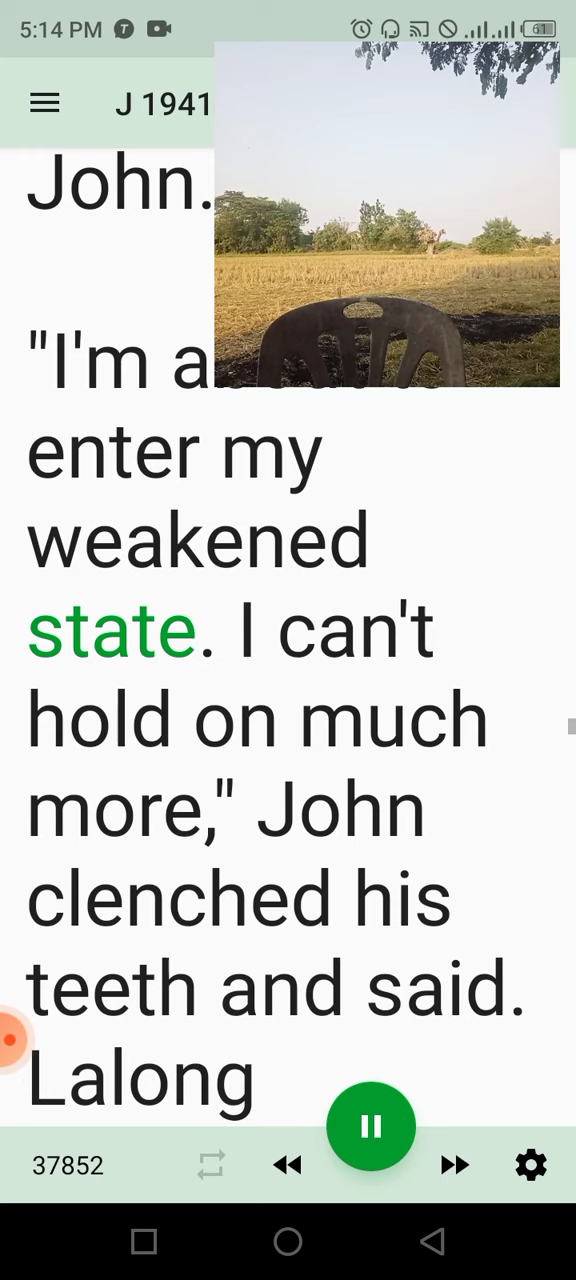 5:14 PM
61
J 1941
John.
"I'm a
enter my
weakened
state. I can't
hold on much
more," John
clenched his
teeth and said.
Lalong
37852